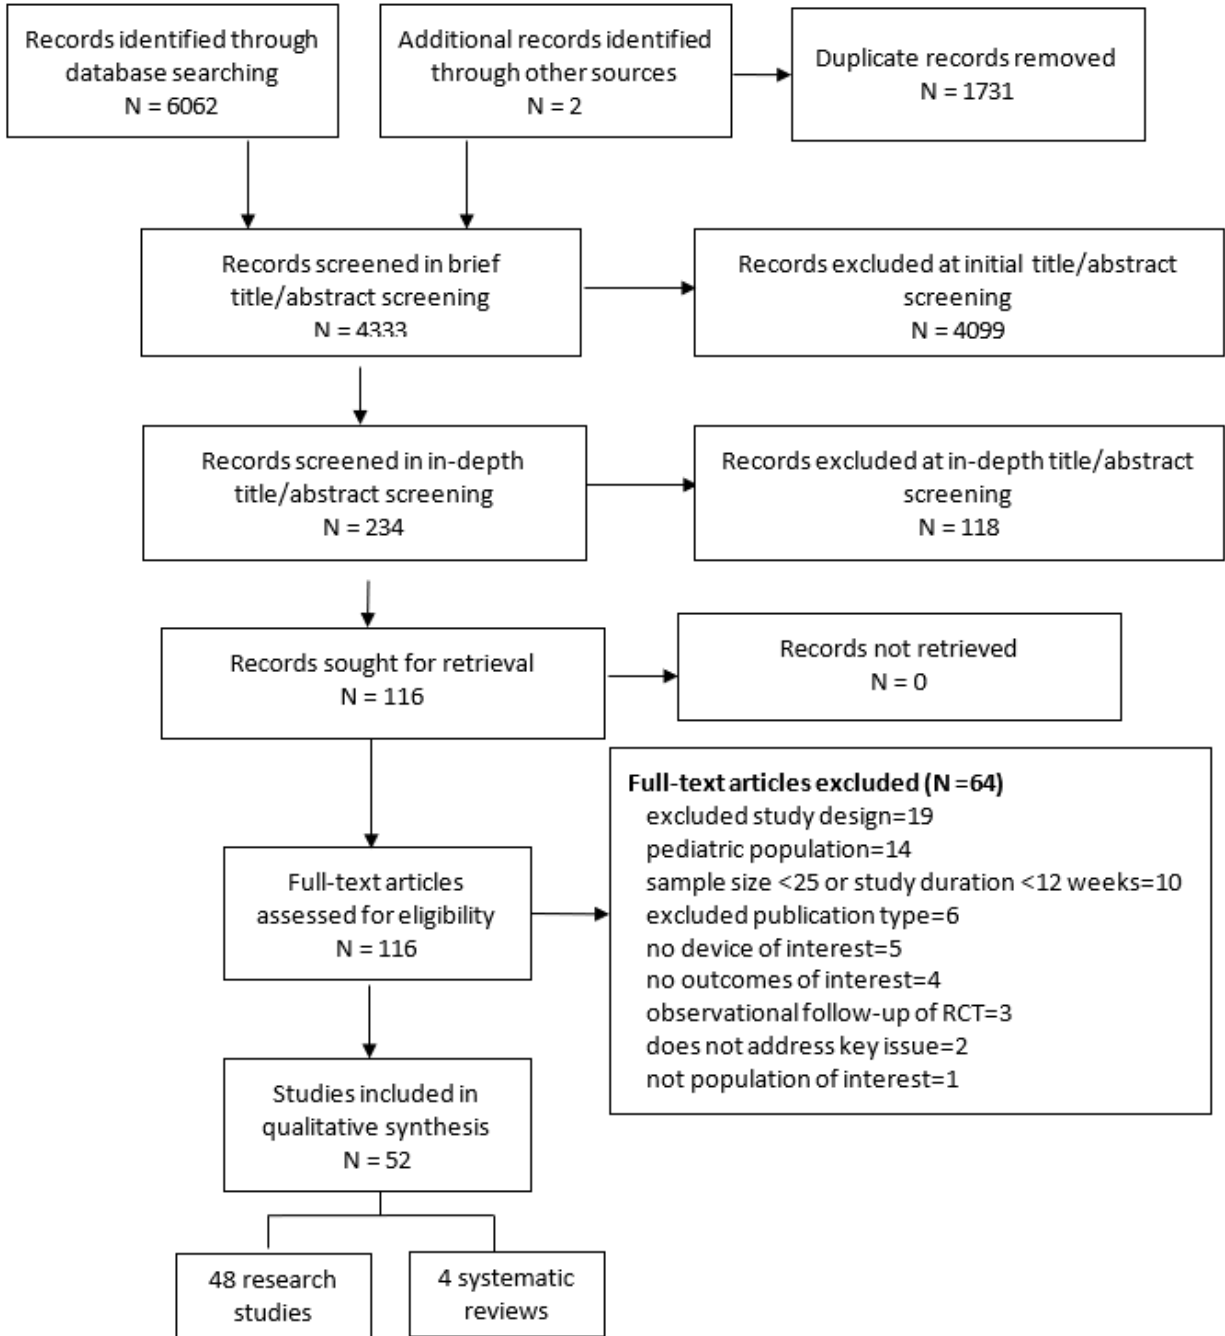 Records identified through
database searching
N = 6062
Additional records identified
through other sources
N = 2
Duplicate records removed
N = 1731
Records screened in brief
title/abstract screening
N = 4333
Records excluded at initial title/abstract
screening
N = 4099
Records screened in in-depth
title/abstract screening
N = 234
Records excluded at in-depth title/abstract
screening
N = 118
Records sought for retrieval
N = 116
Records not retrieved
N = 0
Full-text articles
assessed for eligibility
N = 116
Full-text articles excluded (N =64)
excluded study design=19
pediatric population=14
sample size <25 or study duration <12 weeks=10
excluded publication type=6
no device of interest=5
no outcomes of interest=4
observational follow-up of RCT=3
does not address key issue=2
not population of interest=1
Studies included in
qualitative synthesis
N = 52
48 research
studies
4 systematic
reviews